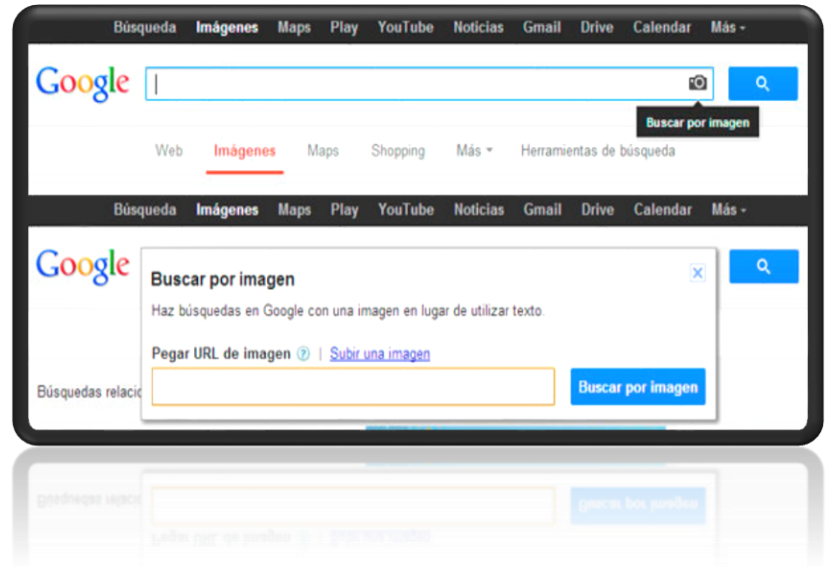 Búsqueda Imágenes Maps Play YouTube Noticias Gmail Drive Calendar Más
Google
Buscar por imagen
Web Imágenes Maps Shopping Más Herramientas de búsqueda
Búsqueda Imágenes Maps Play YouTube Noticias Gmail Drive Calendar Más
Google
Buscar por imagen x
Haz búsquedas en Google con una imagen en lugar de utilizar texto.
Pegar URL de imagen ? | Subir una imagen
Búsquedas relacio
Buscar por imagen